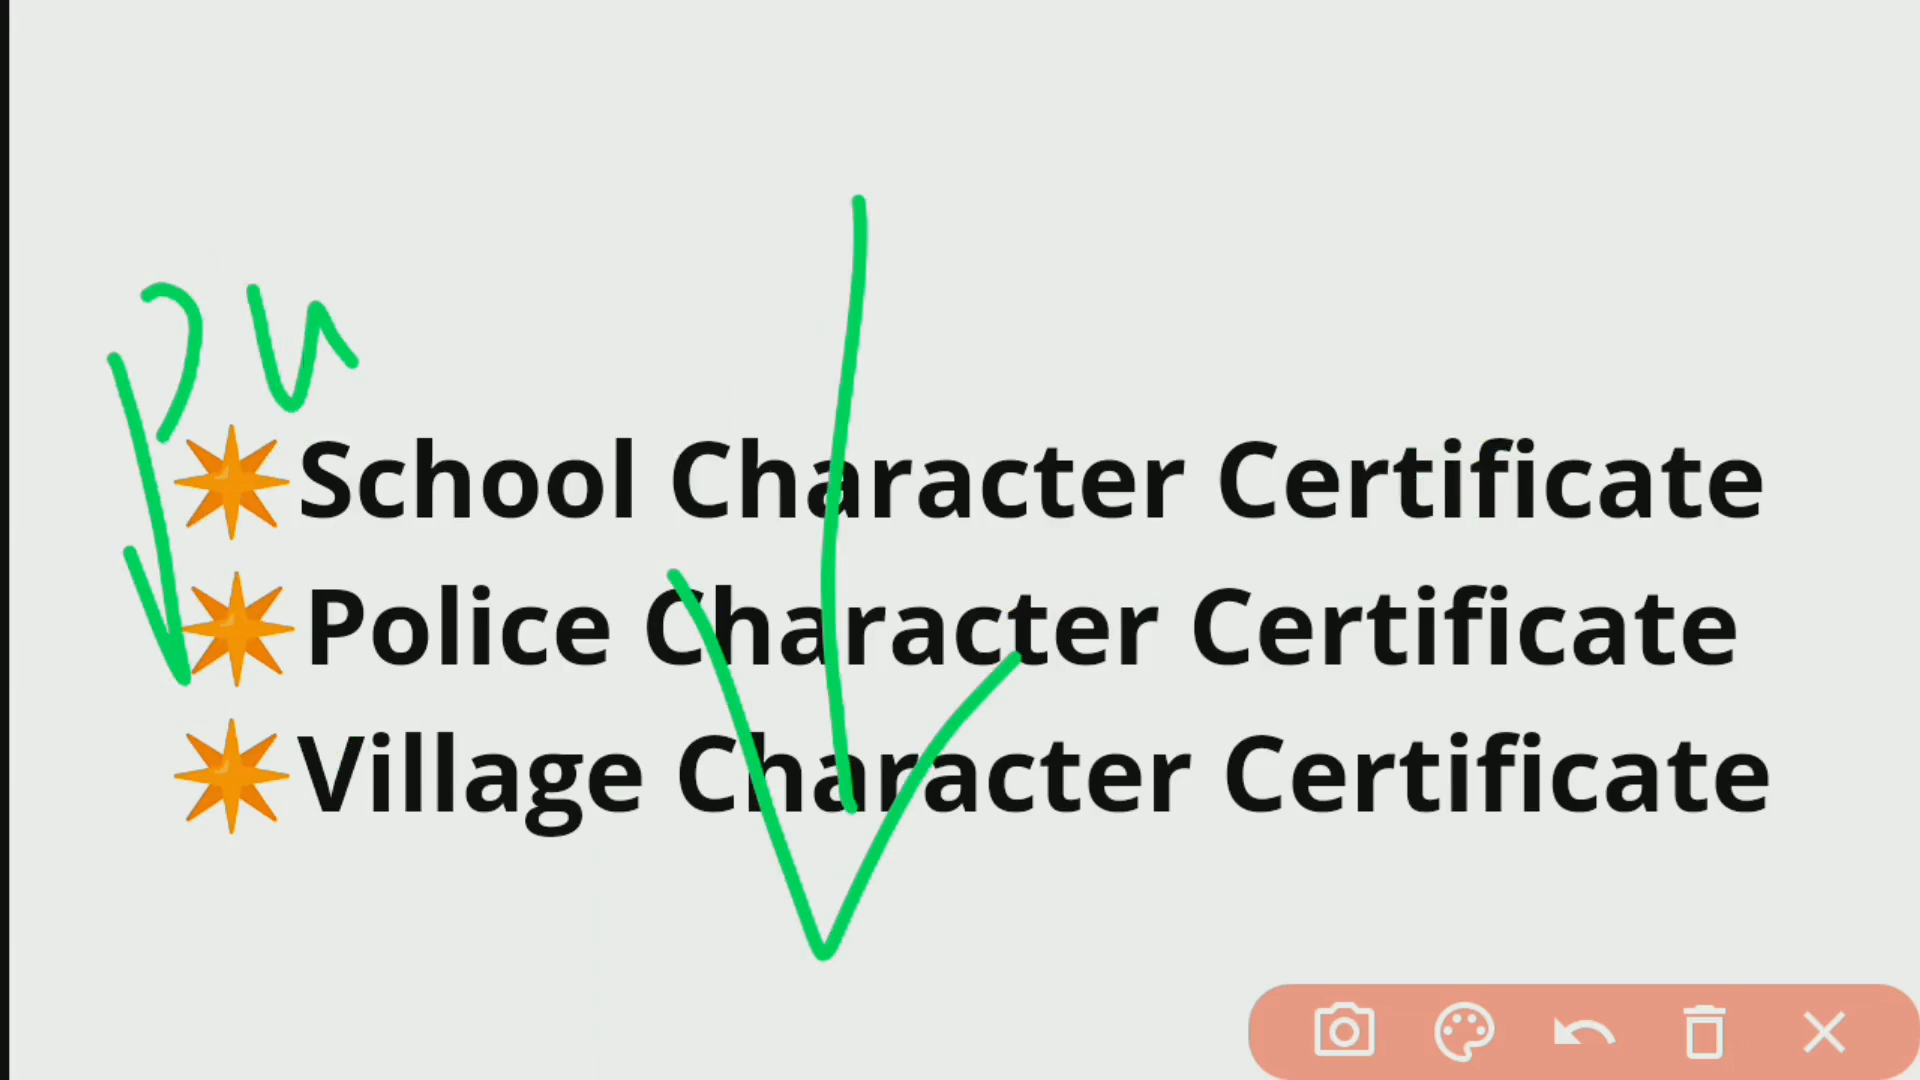 School Character Certificate
Police Character Certificate
Village Character Certificate